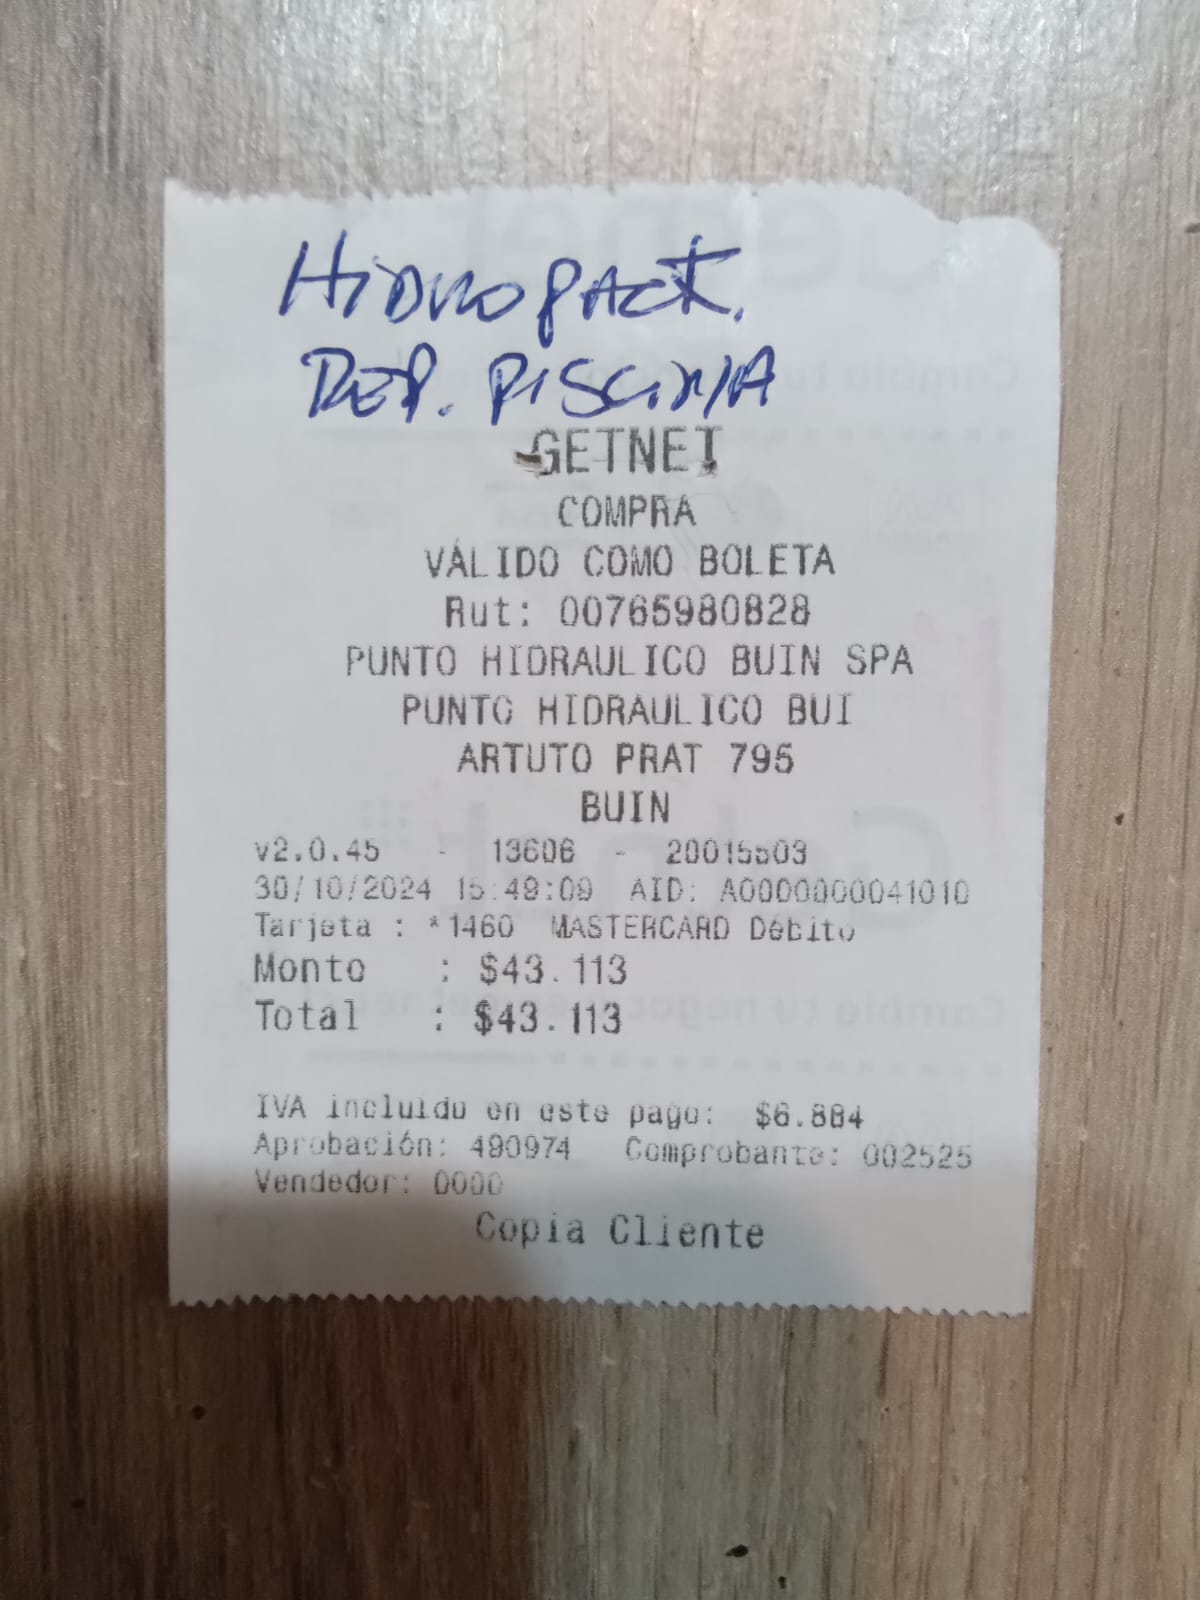 HIDROPACK.
REP. PISCINA
GETNET
COMPRA
VÁLIDO COMO BOLETA
Rut: 00765980828
PUNTO HIDRAULICO BUIN SPA
PUNTO HIDRAULICO BUI
ARTUTO PRAT 795
BUIN
v2.0.45 - 13606 - 20015503
30/10/2024 15:49:09 AID: A0000000041010
Tarjeta : *1460 MASTERCARD Débito
Monto : $43.113
Total : $43.113
IVA incluido en este pago: $6.884
Aprobación: 490974 Comprobante: 002525
Vendedor: 0000
Copia Cliente